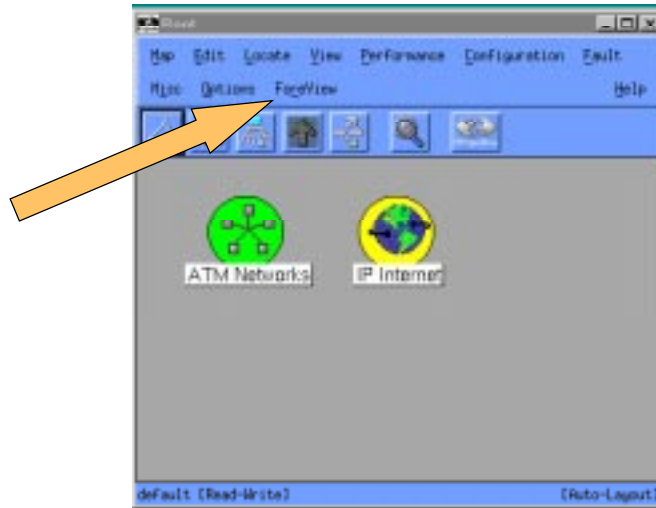 Root
Map Edit Locate View Performance Configuration Fault
Misc Options ForeView Help
ATM Networks IP Internet
default [Read-Write] [Auto-Layout]